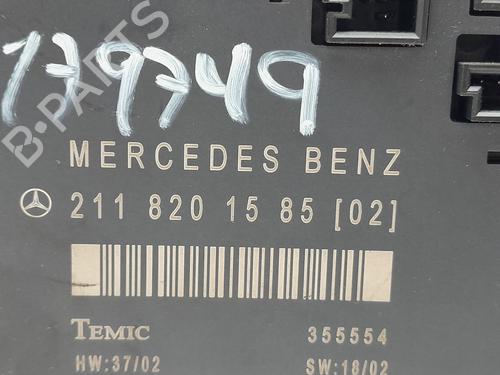 179749
B-PARTS
MERCEDES BENZ
211 820 15 85 [02]
TEMIC 355554
HW:37/02 SW:18/02